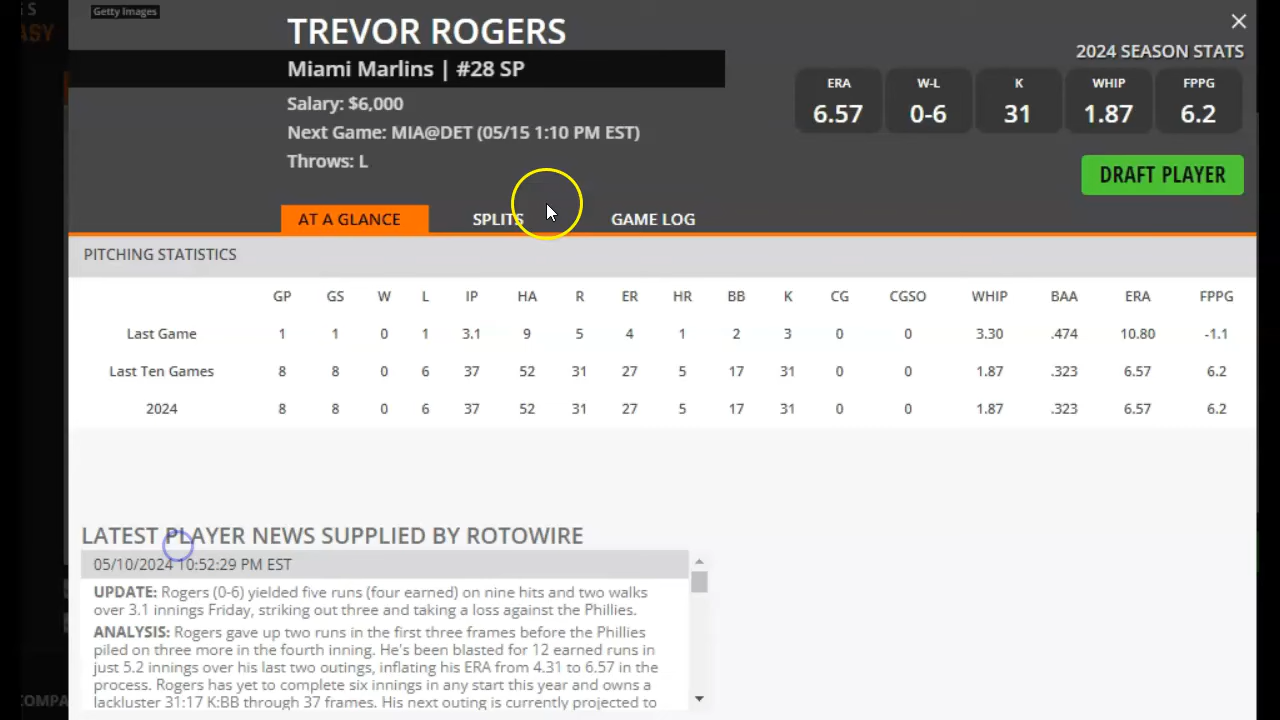 S
Getty Images
ASY
TREVOR ROGERS
Miami Marlins | #28 SP
Salary: $6,000
Next Game: MIA@DET (05/15 1:10 PM EST)
Throws: L
2024 SEASON STATS
ERA W-L K WHIP FPPG
6.57 0-6 31 1.87 6.2
DRAFT PLAYER
AT A GLANCE SPLITS GAME LOG
PITCHING STATISTICS
GP GS W L IP HA R ER HR BB K CG CGSO WHIP BAA ERA FPPG
Last Game 1 1 0 1 3.1 9 5 4 1 2 3 0 0 3.30 .474 10.80 -1.1
Last Ten Games 8 8 0 6 37 52 31 27 5 17 31 0 0 1.87 .323 6.57 6.2
2024 8 8 0 6 37 52 31 27 5 17 31 0 0 1.87 .323 6.57 6.2
LATEST PLAYER NEWS SUPPLIED BY ROTOWIRE
05/10/2024 10:52:29 PM EST
UPDATE: Rogers (0-6) yielded five runs (four earned) on nine hits and two walks
over 3.1 innings Friday, striking out three and taking a loss against the Phillies.
ANALYSIS: Rogers gave up two runs in the first three frames before the Phillies
piled on three more in the fourth inning. He's been blasted for 12 earned runs in
just 5.2 innings over his last two outings, inflating his ERA from 4.31 to 6.57 in the
process. Rogers has yet to complete six innings in any start this year and owns a
lackluster 31:17 K:BB through 37 frames. His next outing is currently projected to
COMPA